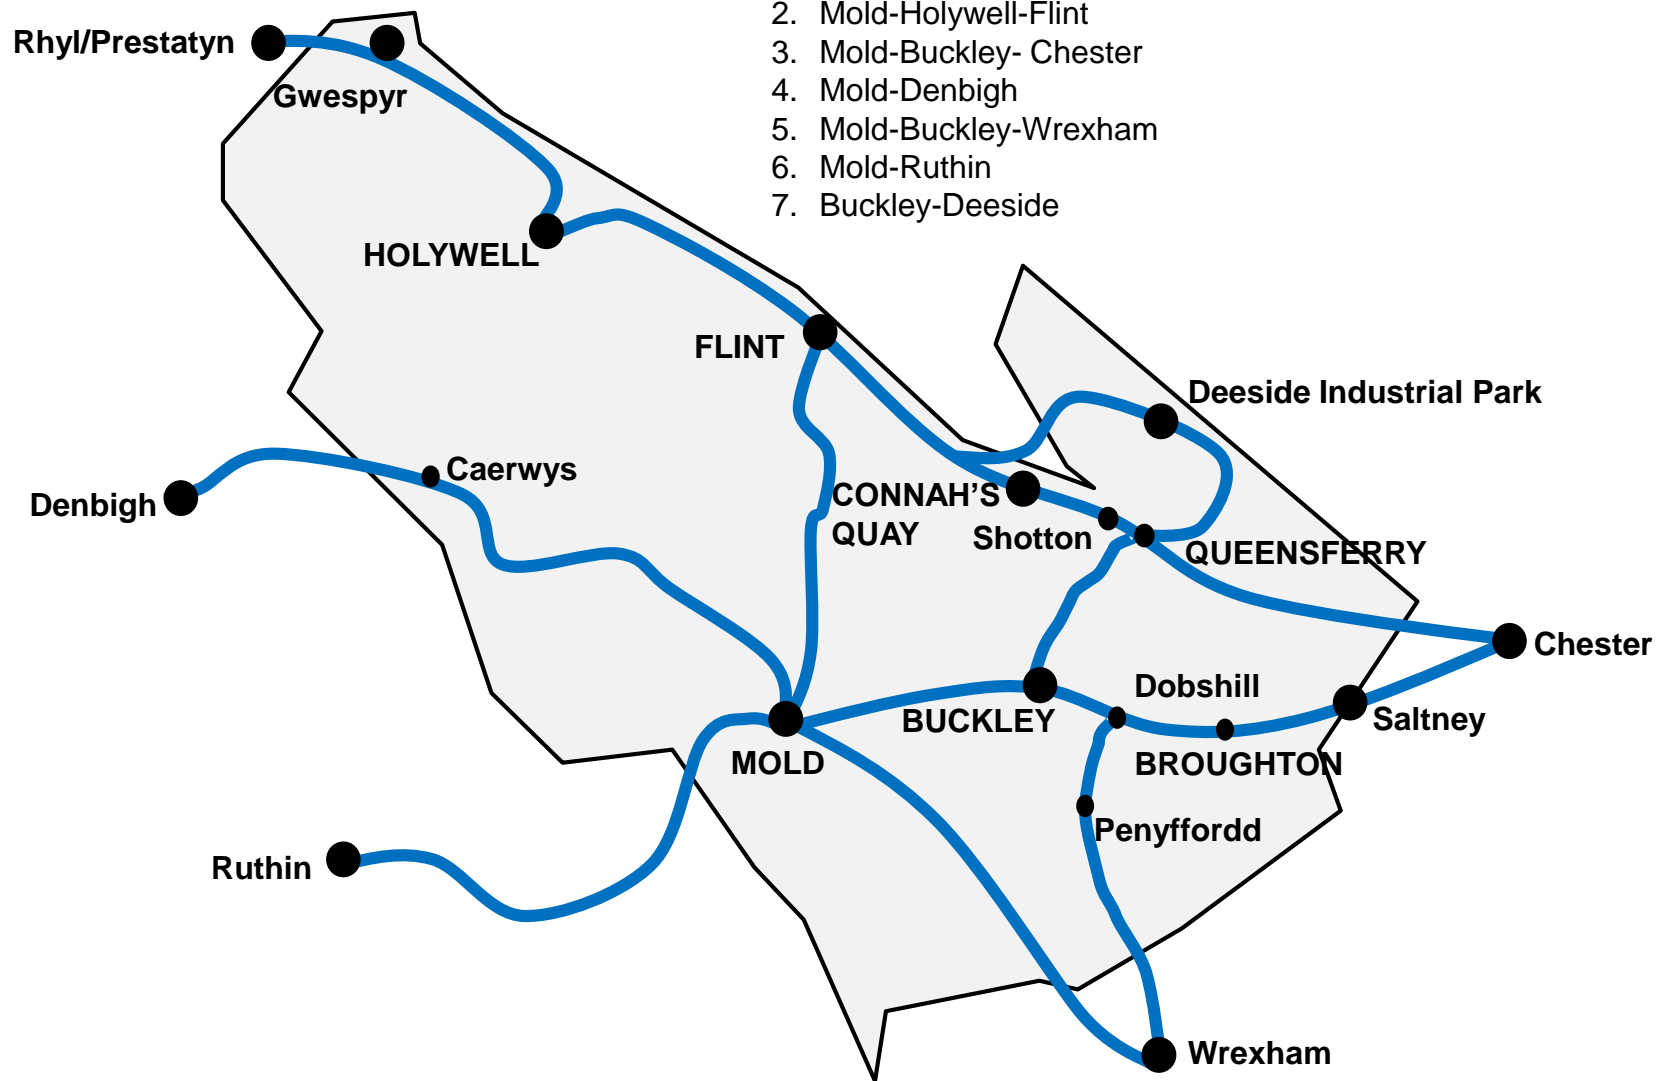 2. Mold-Holywell-Flint
Rhyl/Prestatyn
3. Mold-Buckley- Chester
Gwespyr
4. Mold-Denbigh
5. Mold-Buckley-Wrexham
6. Mold-Ruthin
7. Buckley-Deeside
HOLYWELL
FLINT
Deeside Industrial Park
Caerwys
Denbigh
CONNAH’S
QUAY
Shotton
QUEENSFERRY
Chester
Dobshill
BUCKLEY
Saltney
MOLD
BROUGHTON
Penyffordd
Ruthin
Wrexham